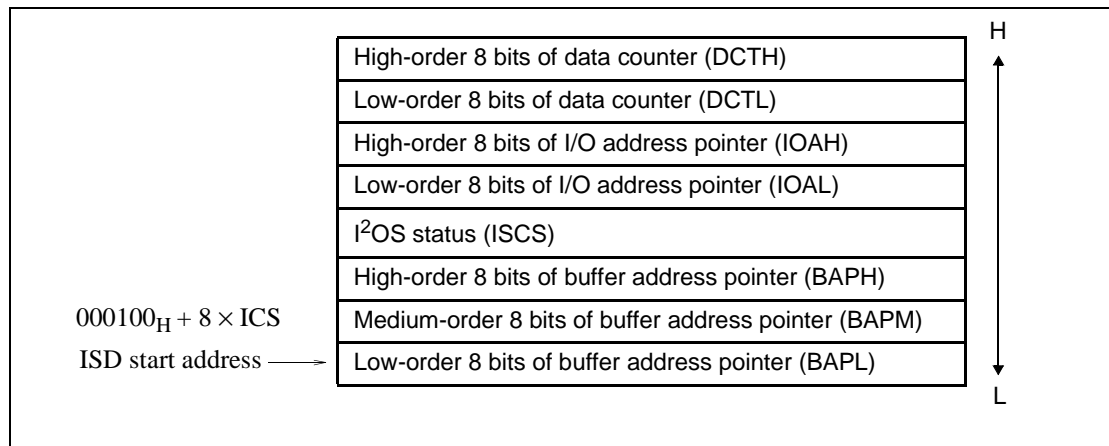 H
High-order 8 bits of data counter (DCTH)
Low-order 8 bits of data counter (DCTL)
High-order 8 bits of I/O address pointer (IOAH)
Low-order 8 bits of I/O address pointer (IOAL)
I²OS status (ISCS)
High-order 8 bits of buffer address pointer (BAPH)
000100H + 8 × ICS
Medium-order 8 bits of buffer address pointer (BAPM)
ISD start address
Low-order 8 bits of buffer address pointer (BAPL)
L